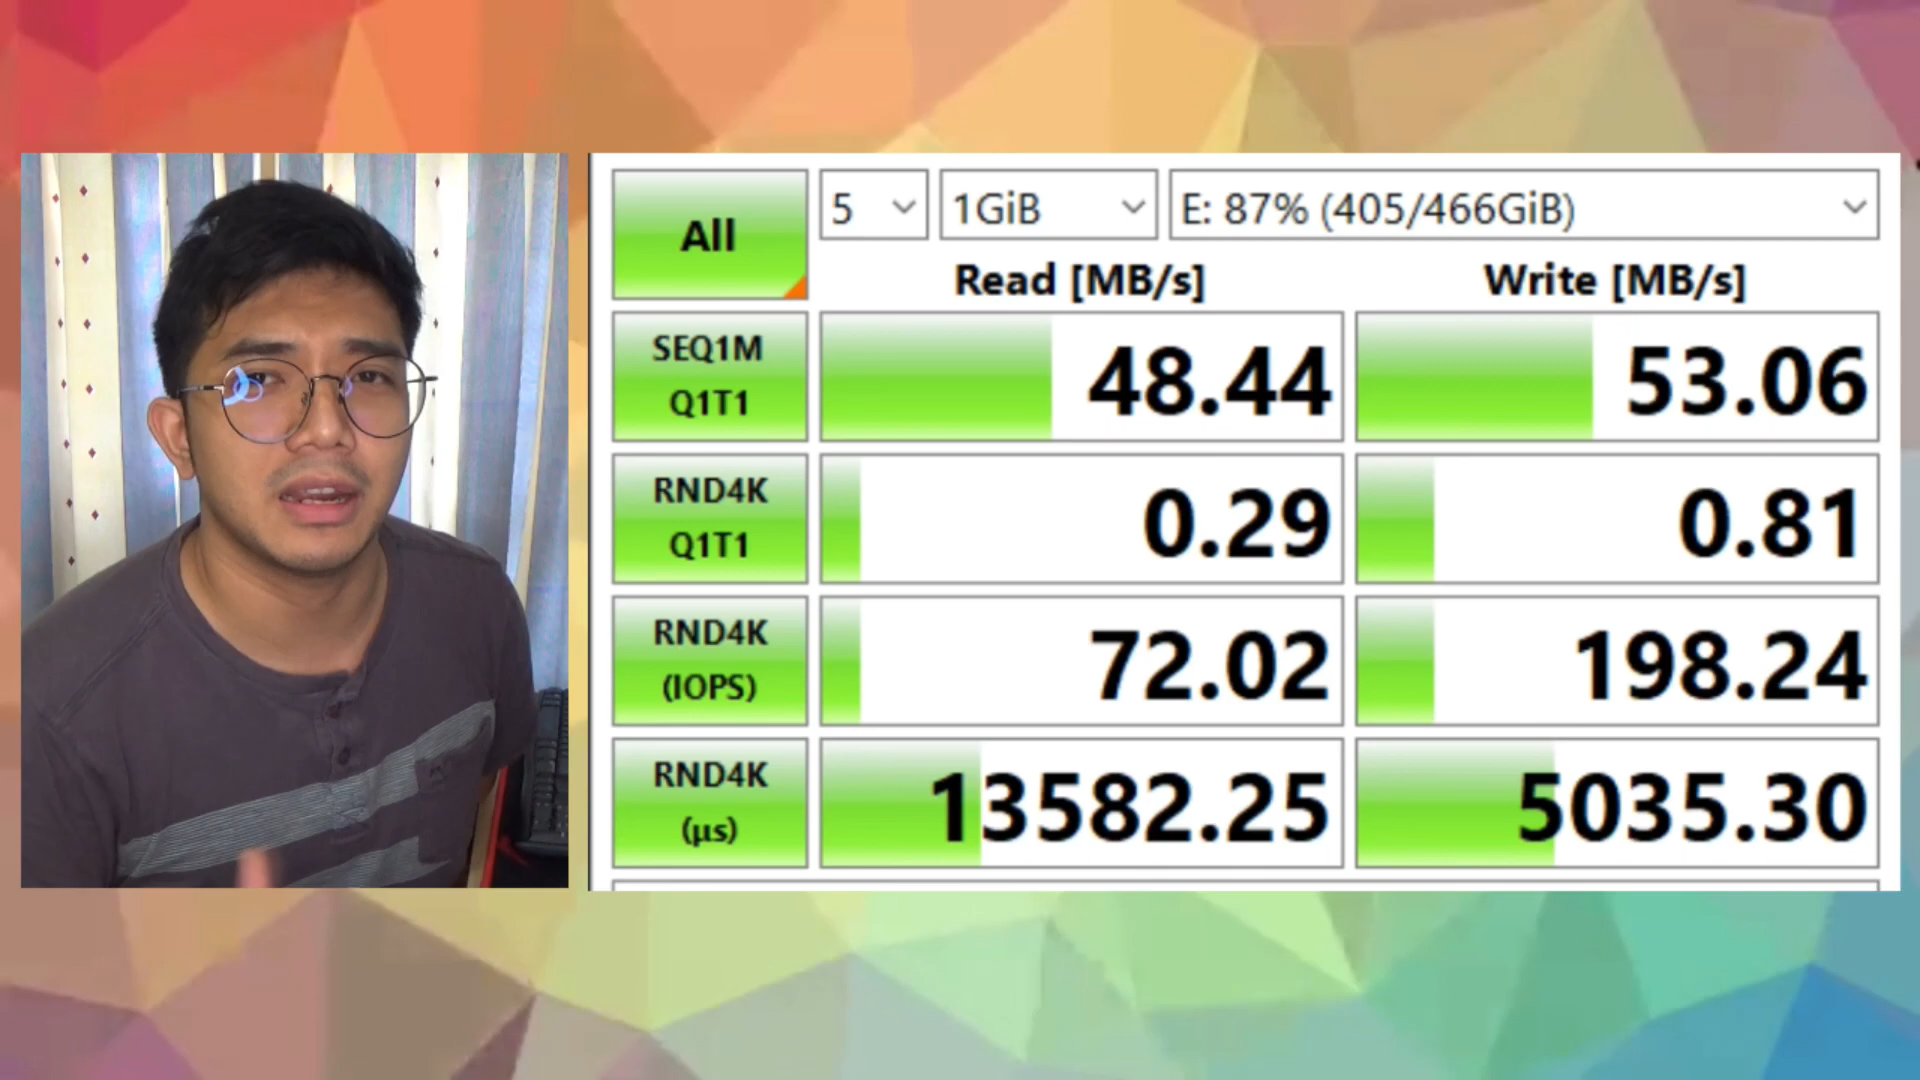 All
5
1GiB
E: 87% (405/466GiB)
Read [MB/s]
Write [MB/s]
SEQ1M
Q1T1
48.44
53.06
RND4K
Q1T1
0.29
0.81
RND4K
(IOPS)
72.02
198.24
RND4K
(µs)
13582.25
5035.30